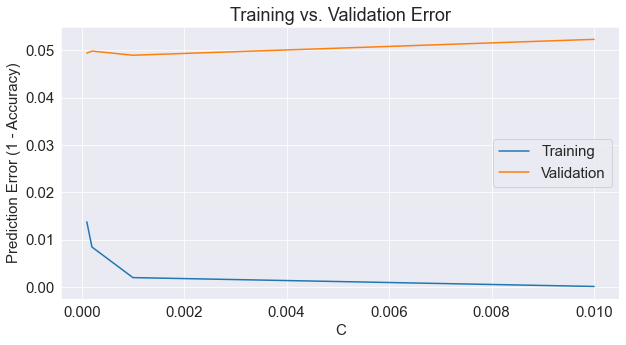 Training vs. Validation Error
Prediction Error (1 - Accuracy)
0.05
0.04
0.03
0.02
0.01
0.00
Training
Validation
0.000
0.002
0.004
0.006
0.008
0.010
C